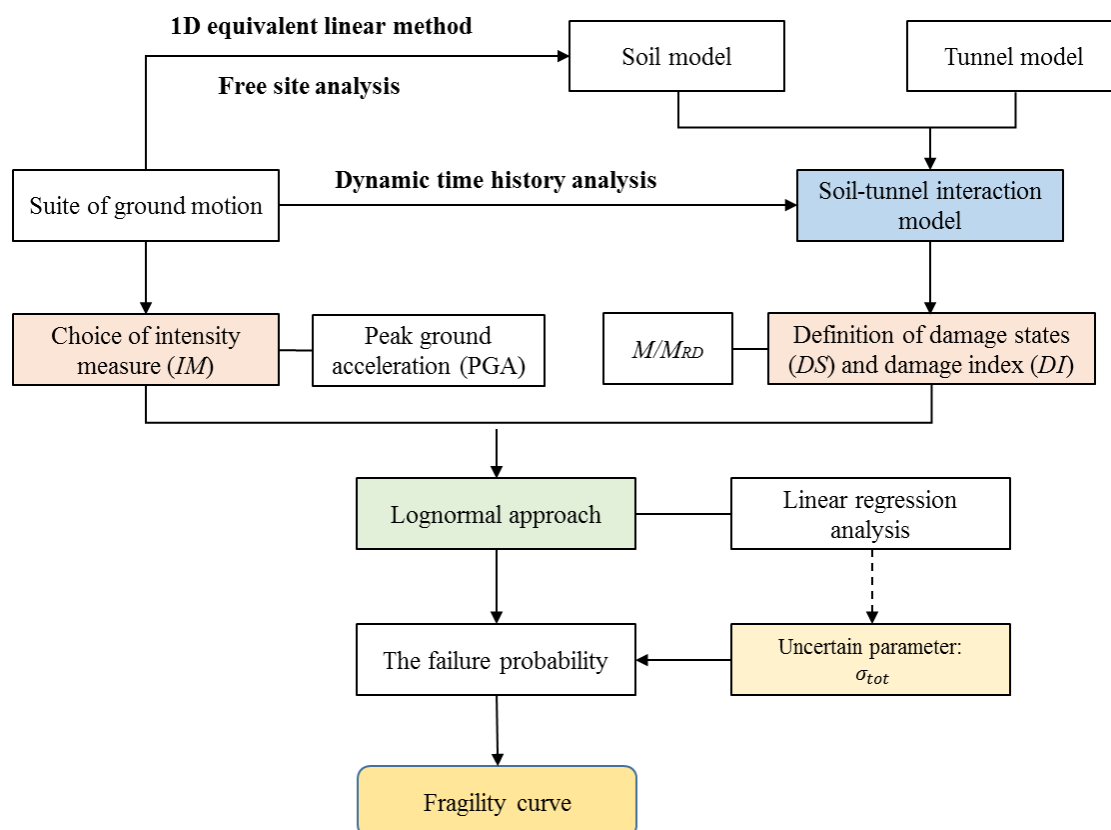 1D equivalent linear method
Free site analysis
Soil model
Tunnel model
Suite of ground motion
Dynamic time history analysis
Soil-tunnel interaction
model
Choice of intensity
measure (IM)
Peak ground
acceleration (PGA)
M/MRD
Definition of damage states
(DS) and damage index (DI)
Lognormal approach
Linear regression
analysis
The failure probability
Uncertain parameter:
σtot
Fragility curve